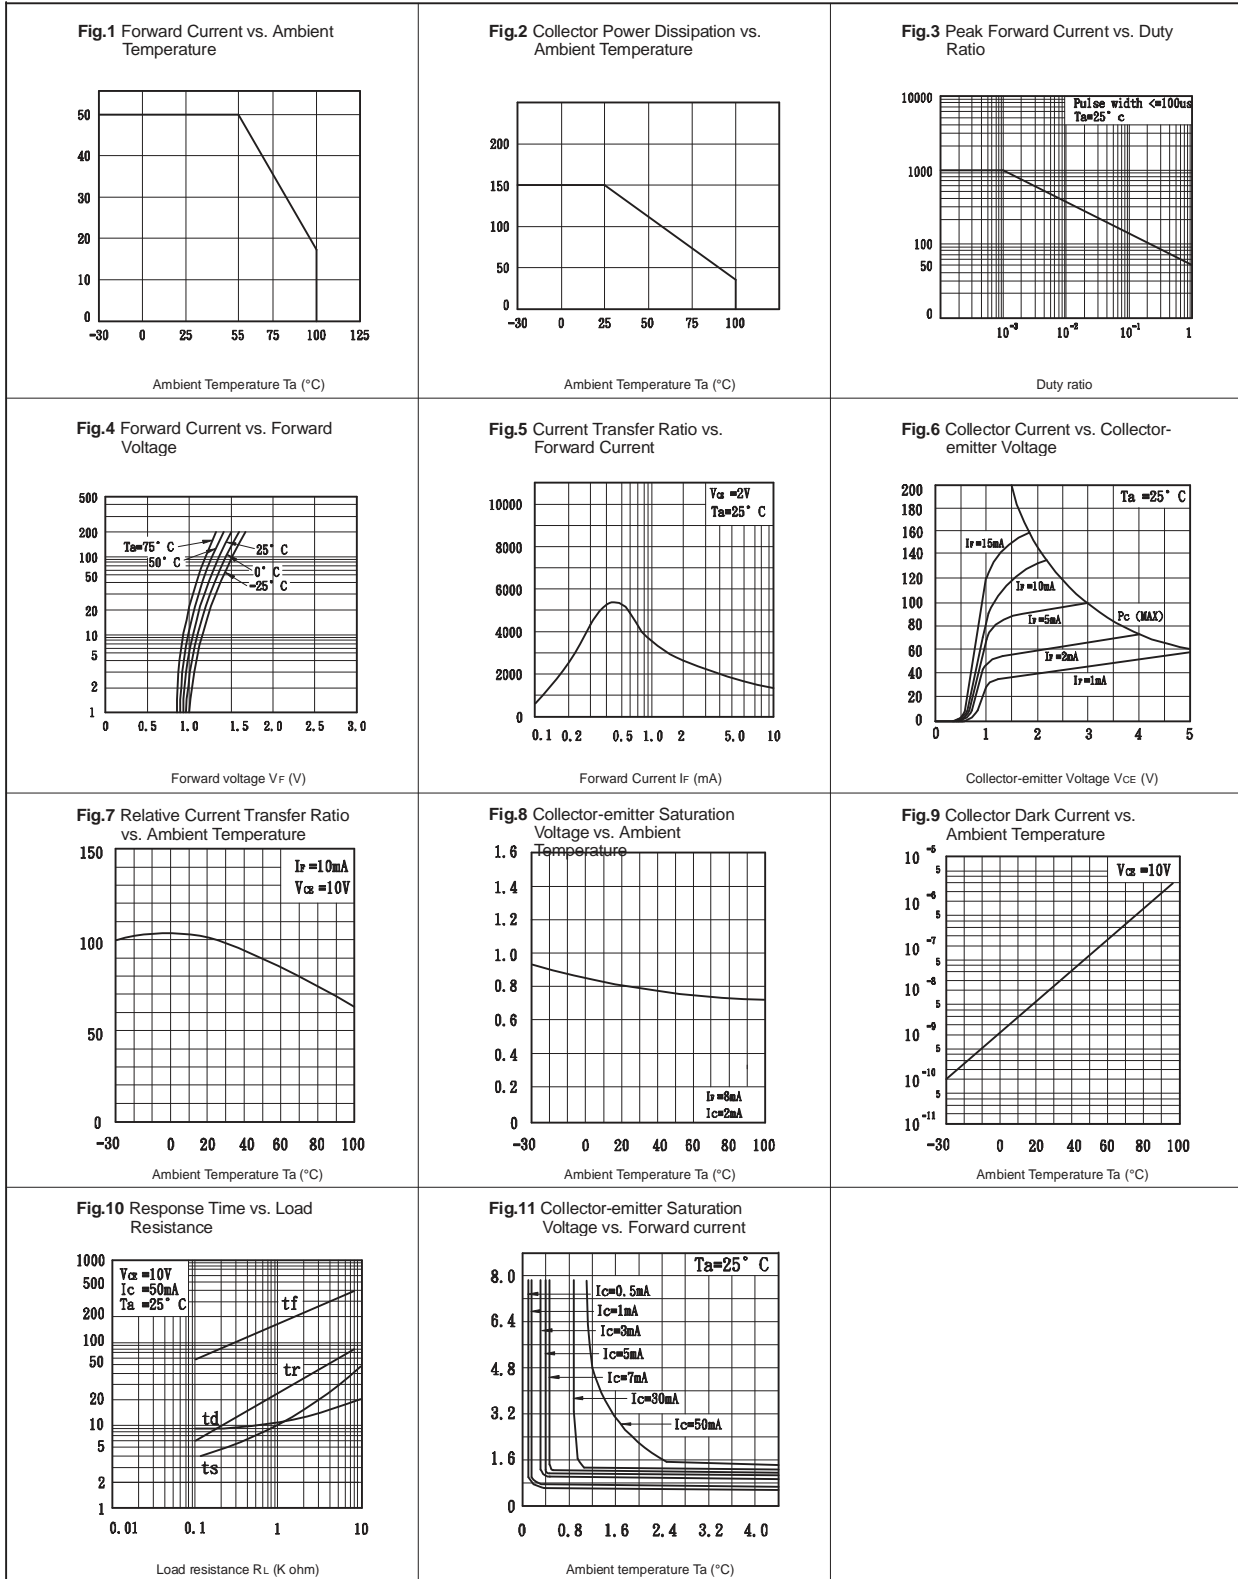 Fig.1 Forward Current vs. Ambient
Temperature
50
40
30
20
10
0
-30 0 25 55 75 100 125
Ambient Temperature Ta (°C)
Fig.2 Collector Power Dissipation vs.
Ambient Temperature
200
150
100
50
0
-30 0 25 50 75 100
Ambient Temperature Ta (°C)
Fig.3 Peak Forward Current vs. Duty
Ratio
Pulse width <=100us
Ta=25° c
10000
1000
100
50
0
10⁻³ 10⁻² 10⁻¹ 1
Duty ratio
Fig.4 Forward Current vs. Forward
Voltage
500
200
100
50
20
10
5
2
1
Ta=75° C
50° C
25° C
0° C
-25° C
0 0.5 1.0 1.5 2.0 2.5 3.0
Forward voltage VF (V)
Fig.5 Current Transfer Ratio vs.
Forward Current
VCE =2V
Ta=25° C
10000
8000
6000
4000
2000
0
0.1 0.2 0.5 1.0 2 5.0 10
Forward Current IF (mA)
Fig.6 Collector Current vs. Collector-
emitter Voltage
Ta =25° C
200
180
160
140
120
100
80
60
40
20
0
IF=15mA
IF=10mA
IF=5mA
IF=2mA
IF=1mA
Pc (MAX)
0 1 2 3 4 5
Collector-emitter Voltage VCE (V)
Fig.7 Relative Current Transfer Ratio
vs. Ambient Temperature
IF =10mA
VCE =10V
150
100
50
0
-30 0 20 40 60 80 100
Ambient Temperature Ta (°C)
Fig.8 Collector-emitter Saturation
Voltage vs. Ambient
Temperature
1.6
1.4
1.2
1.0
0.8
0.6
0.4
0.2
0
IF =8mA
Ic=2mA
-30 0 20 40 60 80 100
Ambient Temperature Ta (°C)
Fig.9 Collector Dark Current vs.
Ambient Temperature
VCE =10V
10⁻⁵
5
10⁻⁶
5
10⁻⁷
5
10⁻⁸
5
10⁻⁹
5
10⁻¹⁰
5
10⁻¹¹
-30 0 20 40 60 80 100
Ambient Temperature Ta (°C)
Fig.10 Response Time vs. Load
Resistance
VCE =10V
Ic =50mA
Ta =25° C
1000
500
200
100
50
20
10
5
2
1
tf
tr
td
ts
0.01 0.1 1 10
Load resistance RL (K ohm)
Fig.11 Collector-emitter Saturation
Voltage vs. Forward current
Ta=25° C
8.0
6.4
4.8
3.2
1.6
0
Ic=0.5mA
Ic=1mA
Ic=3mA
Ic=5mA
Ic=7mA
Ic=30mA
Ic=50mA
0 0.8 1.6 2.4 3.2 4.0
Ambient temperature Ta (°C)